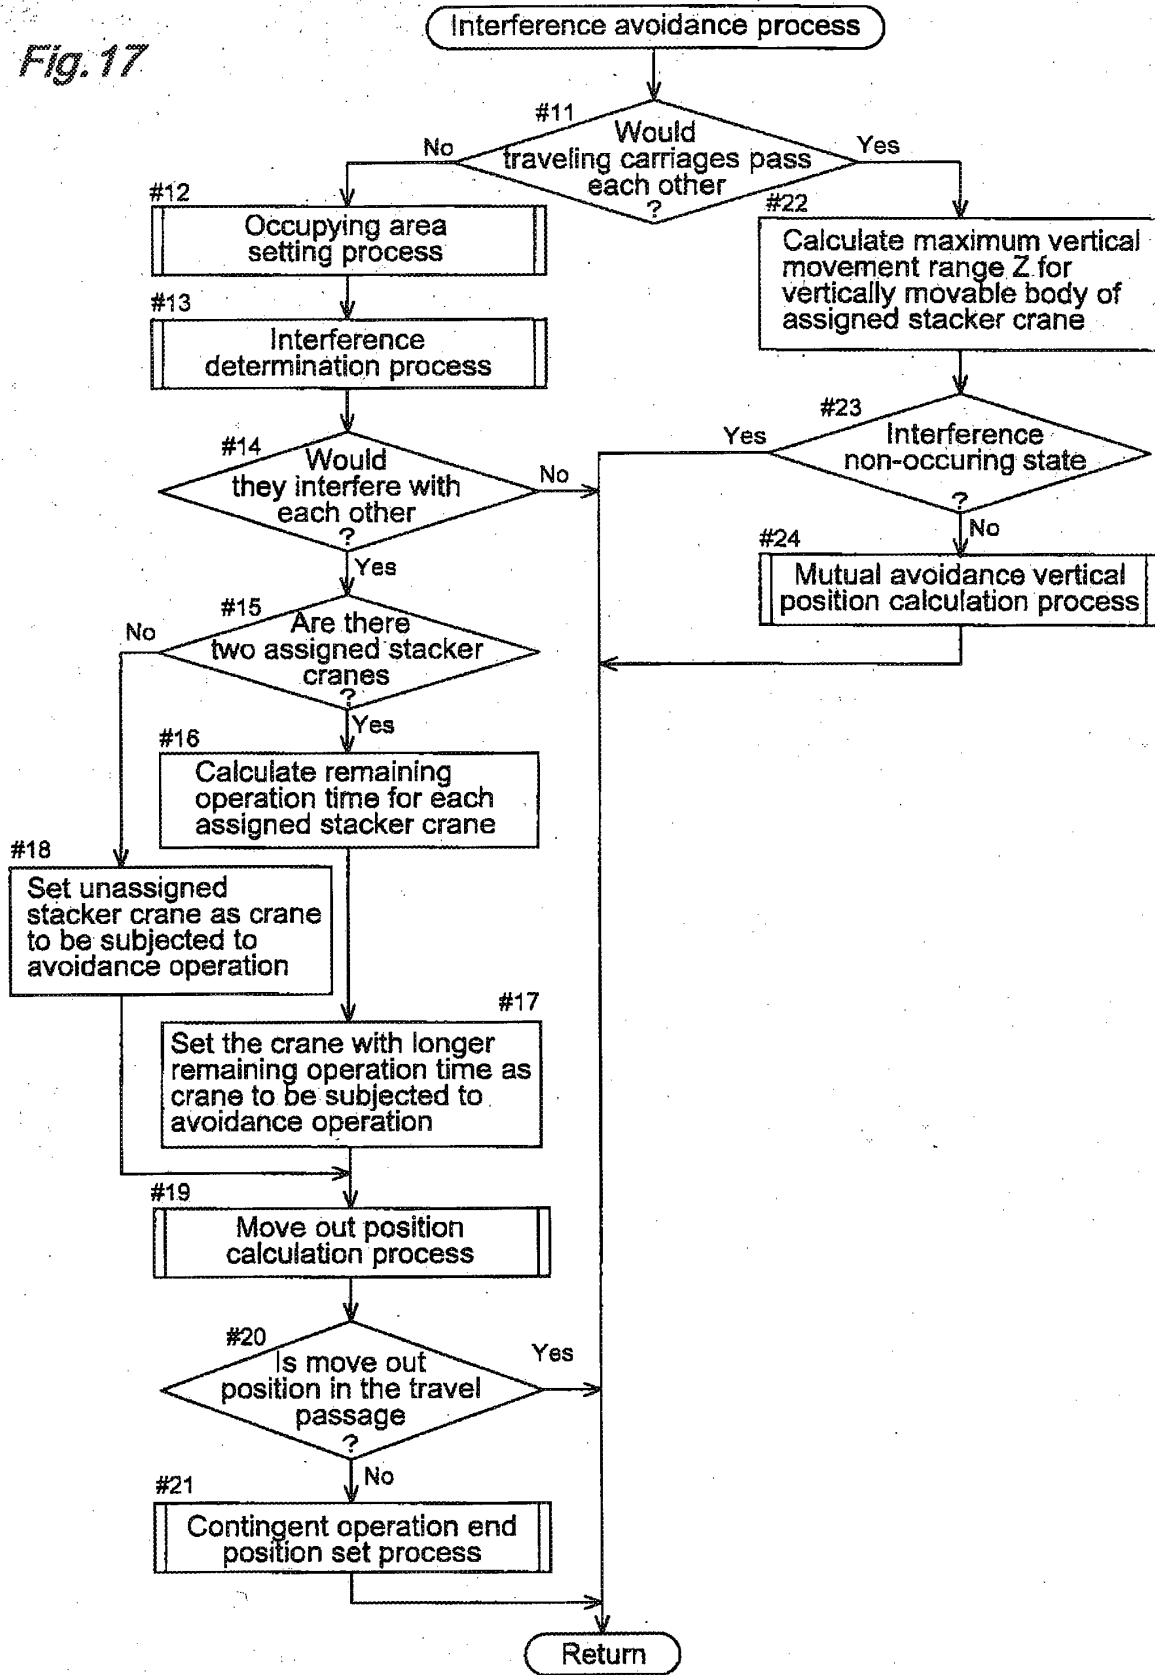 Fig. 17
Interference avoidance process
#11
Would
traveling carriages pass
each other
?
No
Yes
#12
Occupying area
setting process
#13
Interference
determination process
#14
Would
they interfere with
each other
?
No
Yes
#15
Are there
two assigned stacker
cranes
?
No
Yes
#16
Calculate remaining
operation time for each
assigned stacker crane
#18
Set unassigned
stacker crane as crane
to be subjected to
avoidance operation
#17
Set the crane with longer
remaining operation time as
crane to be subjected to
avoidance operation
#19
Move out position
calculation process
#20
Is move out
position in the travel
passage
?
Yes
No
#21
Contingent operation end
position set process
#22
Calculate maximum vertical
movement range Z for
vertically movable body of
assigned stacker crane
#23
Interference
non-occuring state
?
Yes
No
#24
Mutual avoidance vertical
position calculation process
Return